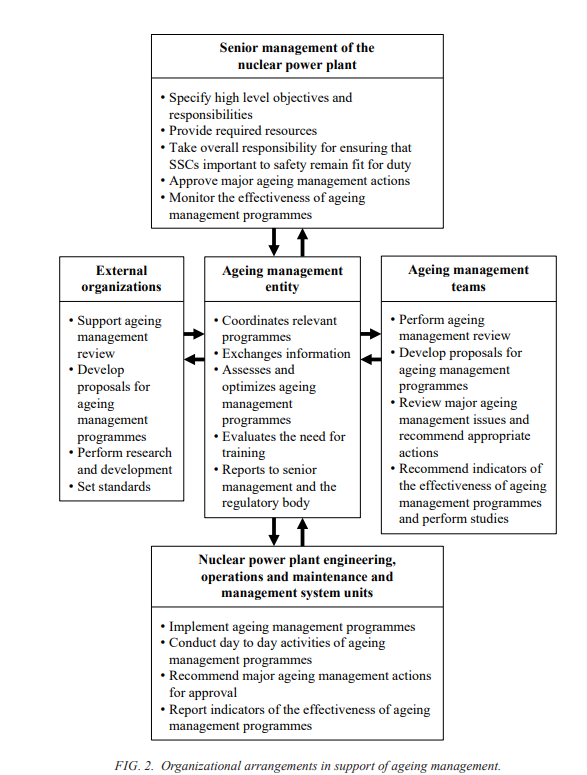 Senior management of the
nuclear power plant
• Specify high level objectives and
responsibilities
• Provide required resources
• Take overall responsibility for ensuring that
SSCs important to safety remain fit for duty
• Approve major ageing management actions
• Monitor the effectiveness of ageing
management programmes
External
organizations
• Support ageing
management
review
• Develop
proposals for
ageing
management
programmes
• Perform research
and development
• Set standards
Ageing management
entity
• Coordinates relevant
programmes
• Exchanges information
• Assesses and
optimizes ageing
management
programmes
• Evaluates the need for
training
• Reports to senior
management and the
regulatory body
Ageing management
teams
• Perform ageing
management review
• Develop proposals for
ageing management
programmes
• Review major ageing
management issues and
recommend appropriate
actions
• Recommend indicators of
the effectiveness of ageing
management programmes
and perform studies
Nuclear power plant engineering,
operations and maintenance and
management system units
• Implement ageing management programmes
• Conduct day to day activities of ageing
management programmes
• Recommend major ageing management actions
for approval
• Report indicators of the effectiveness of ageing
management programmes
FIG. 2. Organizational arrangements in support of ageing management.